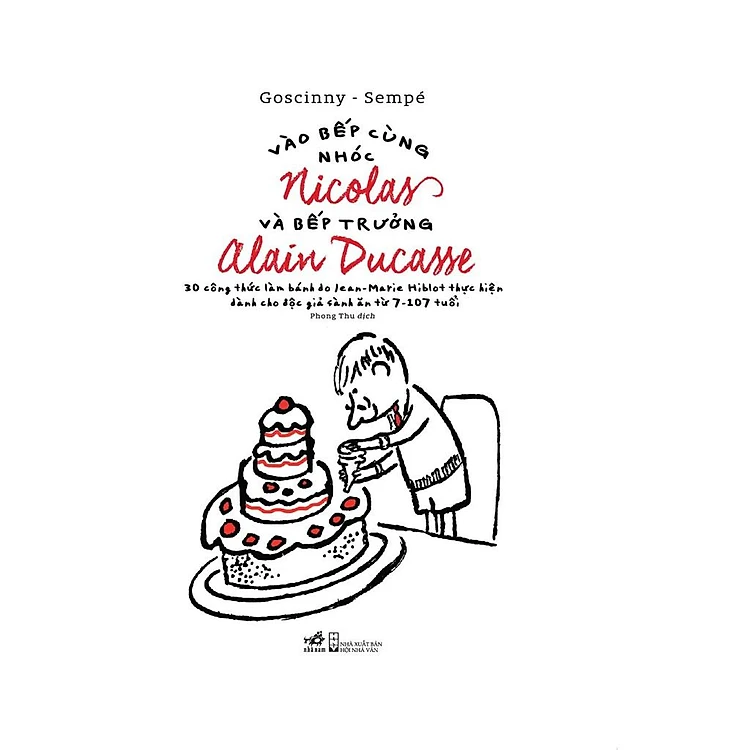 Goscinny - Sempé
VÀO BẾP CÙNG
NHÓC
Nicolas
VÀ BẾP TRƯỞNG
Alain Ducasse
30 công thức làm bánh do Jean-Marie Hiblot thực hiện
dành cho độc giả sành ăn từ 7-107 tuổi
Phong Thu dịch
nhã nam
NHÀ XUẤT BẢN
HỘI NHÀ VĂN